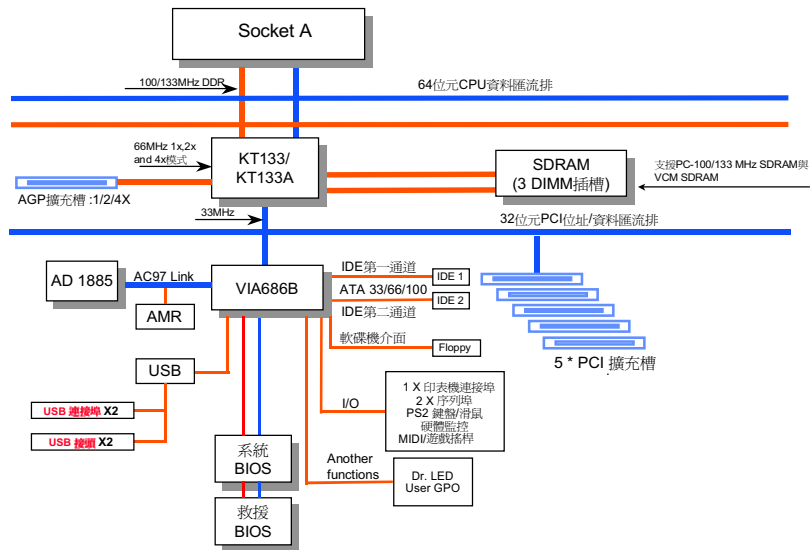 Socket A
100/133MHz DDR
64位元CPU資料匯流排
66MHz 1x,2x
and 4x模式
KT133/
KT133A
SDRAM
(3 DIMM插槽)
支援PC-100/133 MHz SDRAM與
VCM SDRAM
AGP擴充槽 :1/2/4X
33MHz
32位元PCI位址/資料匯流排
AD 1885
AC97 Link
VIA686B
IDE第一通道
IDE 1
ATA 33/66/100
IDE 2
IDE第二通道
AMR
軟碟機介面
Floppy
5 * PCI 擴充槽
USB
USB 連接埠 X2
USB 接頭 X2
I/O
1 X 印表機連接埠
2 X 序列埠
PS2 鍵盤/滑鼠
硬體監控
MIDI/遊戲搖桿
系統
BIOS
Another
functions
Dr. LED
User GPO
救援
BIOS